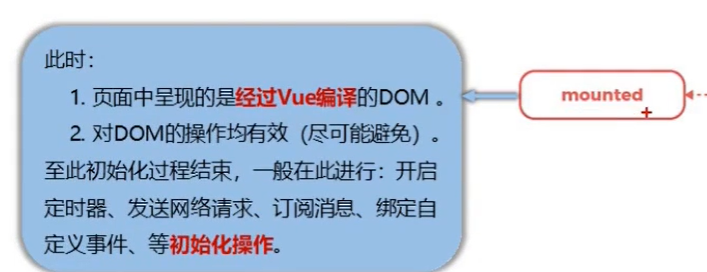 此时：
1. 页面中呈现的是经过Vue编译的DOM 。
2. 对DOM的操作均有效（尽可能避免）。
至此初始化过程结束，一般在此进行：开启
定时器、发送网络请求、订阅消息、绑定自
定义事件、等初始化操作。
mounted